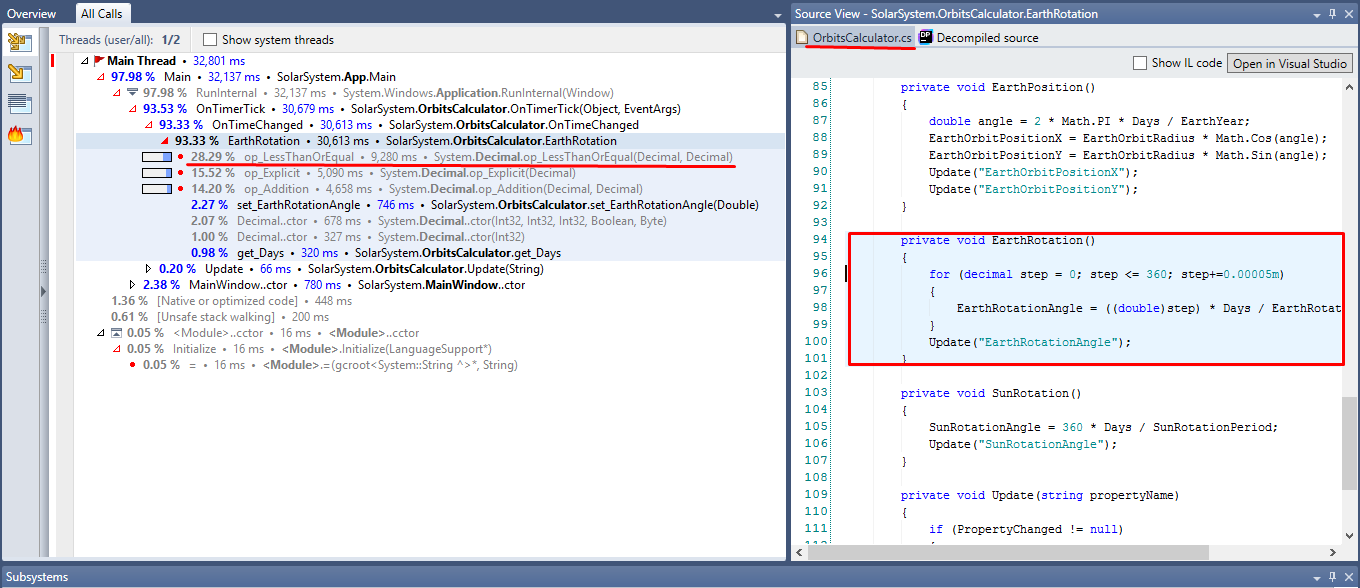 Overview All Calls
Threads (user/all): 1/2 Show system threads
Main Thread • 32,801 ms
97.98 % Main • 32,137 ms • SolarSystem.App.Main
97.98 % RunInternal • 32,137 ms • System.Windows.Application.RunInternal(Window)
93.53 % OnTimerTick • 30,679 ms • SolarSystem.OrbitsCalculator.OnTimerTick(Object, EventArgs)
93.33 % OnTimeChanged • 30,613 ms • SolarSystem.OrbitsCalculator.OnTimeChanged
93.33 % EarthRotation • 30,613 ms • SolarSystem.OrbitsCalculator.EarthRotation
28.29 % op_LessThanOrEqual • 9,280 ms • System.Decimal.op_LessThanOrEqual(Decimal, Decimal)
15.52 % op_Explicit • 5,090 ms • System.Decimal.op_Explicit(Decimal)
14.20 % op_Addition • 4,658 ms • System.Decimal.op_Addition(Decimal, Decimal)
2.27 % set_EarthRotationAngle • 746 ms • SolarSystem.OrbitsCalculator.set_EarthRotationAngle(Double)
2.07 % Decimal..ctor • 678 ms • System.Decimal..ctor(Int32, Int32, Int32, Boolean, Byte)
1.00 % Decimal..ctor • 327 ms • System.Decimal..ctor(Int32)
0.98 % get_Days • 320 ms • SolarSystem.OrbitsCalculator.get_Days
0.20 % Update • 66 ms • SolarSystem.OrbitsCalculator.Update(String)
2.38 % MainWindow..ctor • 780 ms • SolarSystem.MainWindow..ctor
1.36 % [Native or optimized code] • 448 ms
0.61 % [Unsafe stack walking] • 200 ms
0.05 % <Module>..cctor • 16 ms • <Module>..cctor
0.05 % Initialize • 16 ms • <Module>.Initialize(LanguageSupport*)
0.05 % = • 16 ms • <Module>.=(gcroot<System::String ^>*, String)
Source View - SolarSystem.OrbitsCalculator.EarthRotation
OrbitsCalculator.cs DP Decompiled source
Show IL code Open in Visual Studio
85 private void EarthPosition()
86 {
87 double angle = 2 * Math.PI * Days / EarthYear;
88 EarthOrbitPositionX = EarthOrbitRadius * Math.Cos(angle);
89 EarthOrbitPositionY = EarthOrbitRadius * Math.Sin(angle);
90 Update("EarthOrbitPositionX");
91 Update("EarthOrbitPositionY");
92 }
93
94 private void EarthRotation()
95 {
96 for (decimal step = 0; step <= 360; step+=0.00005m)
97 {
98 EarthRotationAngle = ((double)step) * Days / EarthRotat
99 }
100 Update("EarthRotationAngle");
101 }
102
103 private void SunRotation()
104 {
105 SunRotationAngle = 360 * Days / SunRotationPeriod;
106 Update("SunRotationAngle");
107 }
108
109 private void Update(string propertyName)
110 {
111 if (PropertyChanged != null)
Subsystems